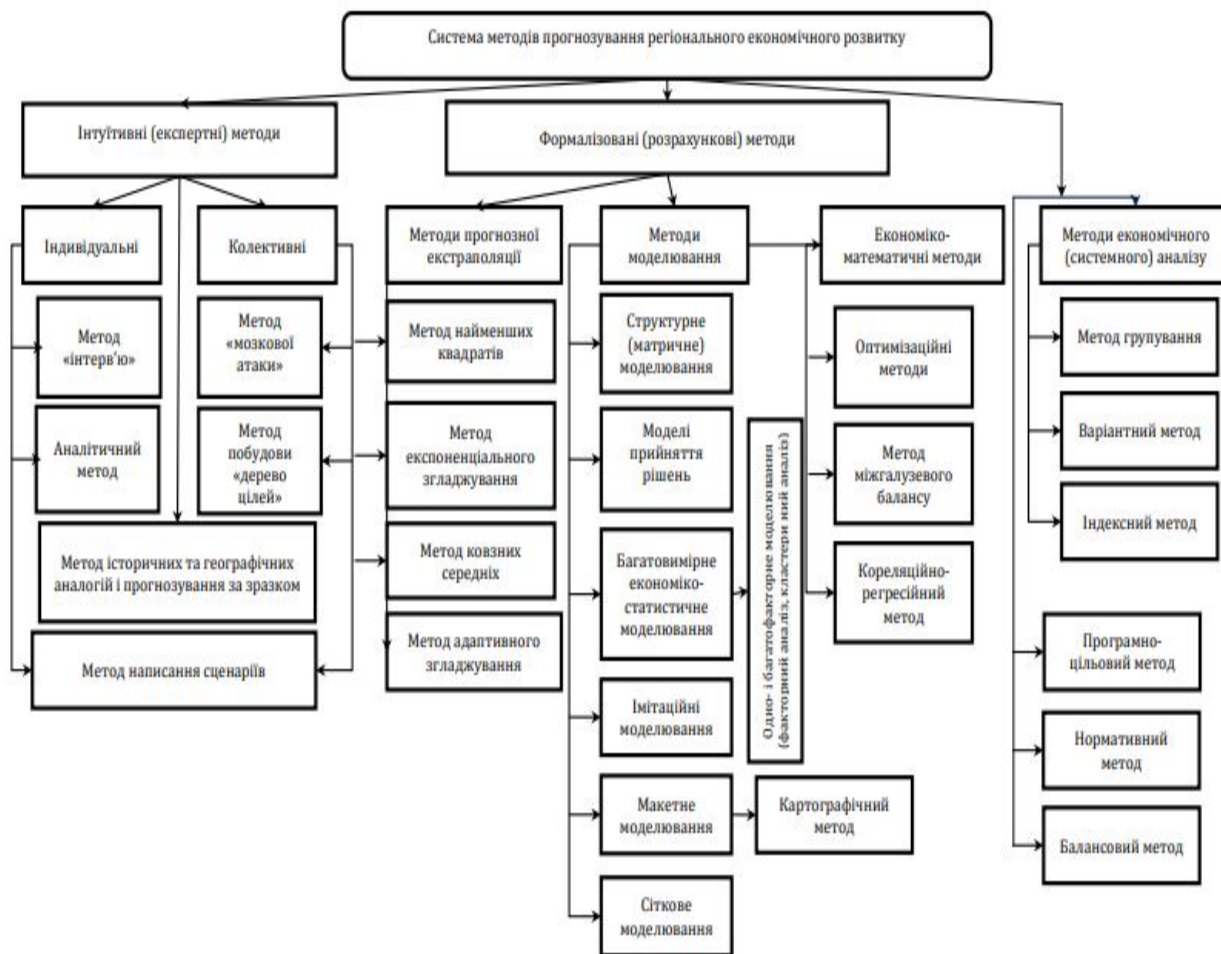 Система методів прогнозування регіонального економічного розвитку
Інтуїтивні (експертні) методи
Формалізовані (розрахункові) методи
Індивідуальні
Колективні
Методи прогнозної
екстраполяції
Методи
моделювання
Економіко-
математичні методи
Методи економічного
(системного) аналізу
Метод
«інтерв’ю»
Метод
«мозкової
атаки»
Метод найменших
квадратів
Структурне
(матричне)
моделювання
Оптимізаційні
методи
Метод групування
Аналітичний
метод
Метод
побудови
«дерево
цілей»
Метод
експоненціального
згладжування
Моделі
прийняття
рішень
Одно- і багатофакторне моделювання
(факторний аналіз, кластери ний аналіз)
Метод
міжгалузевого
балансу
Варіантний метод
Індексний метод
Метод історичних та географічних
аналогій і прогнозування за зразком
Метод ковзних
середніх
Багатовимірне
економіко-
статистичне
моделювання
Кореляційно-
регресійний
метод
Метод написання сценаріїв
Метод адаптивного
згладжування
Програмно-
цільовий метод
Імітаційні
моделювання
Нормативний
метод
Макетне
моделювання
Картографічний
метод
Балансовий метод
Сіткове
моделювання